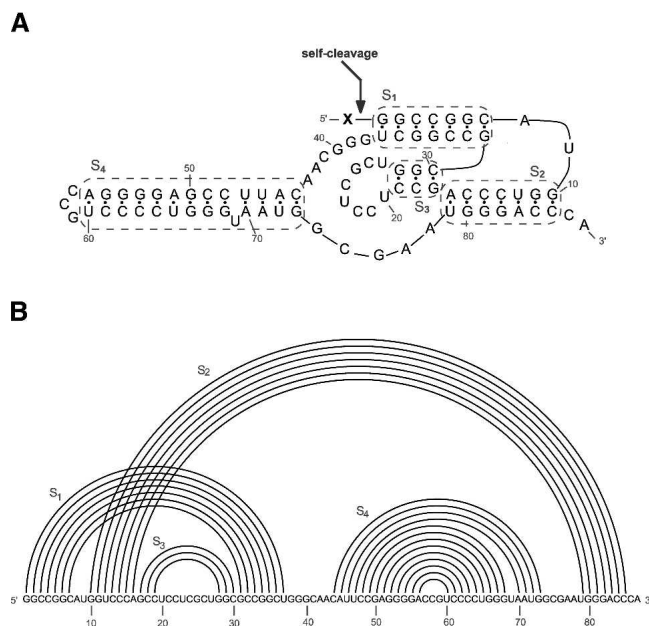 A
self-cleavage
S1
5' X G G C C G G C A
40 G G G U C G G C C G U
S4 50 C A A C G C U G G C 30 S2
C C A G G G G A G C C U U A C C C C G A C C C U G G 10
G U C C C C U G G G U A A U G U C C S3 U G G G A C C C A
60 70 20 80 3'
G G C G A A
B
S2
S1
S4
S3
5' GGCCGGCAUGGUCCCAGCCUCCUCGCUGGCGCCGGCUGGGCAACAUUCCGAGGGGACCGUCCCCUGGGUAAUGGCGAAUGGGACCCA 3'
10 20 30 40 50 60 70 80